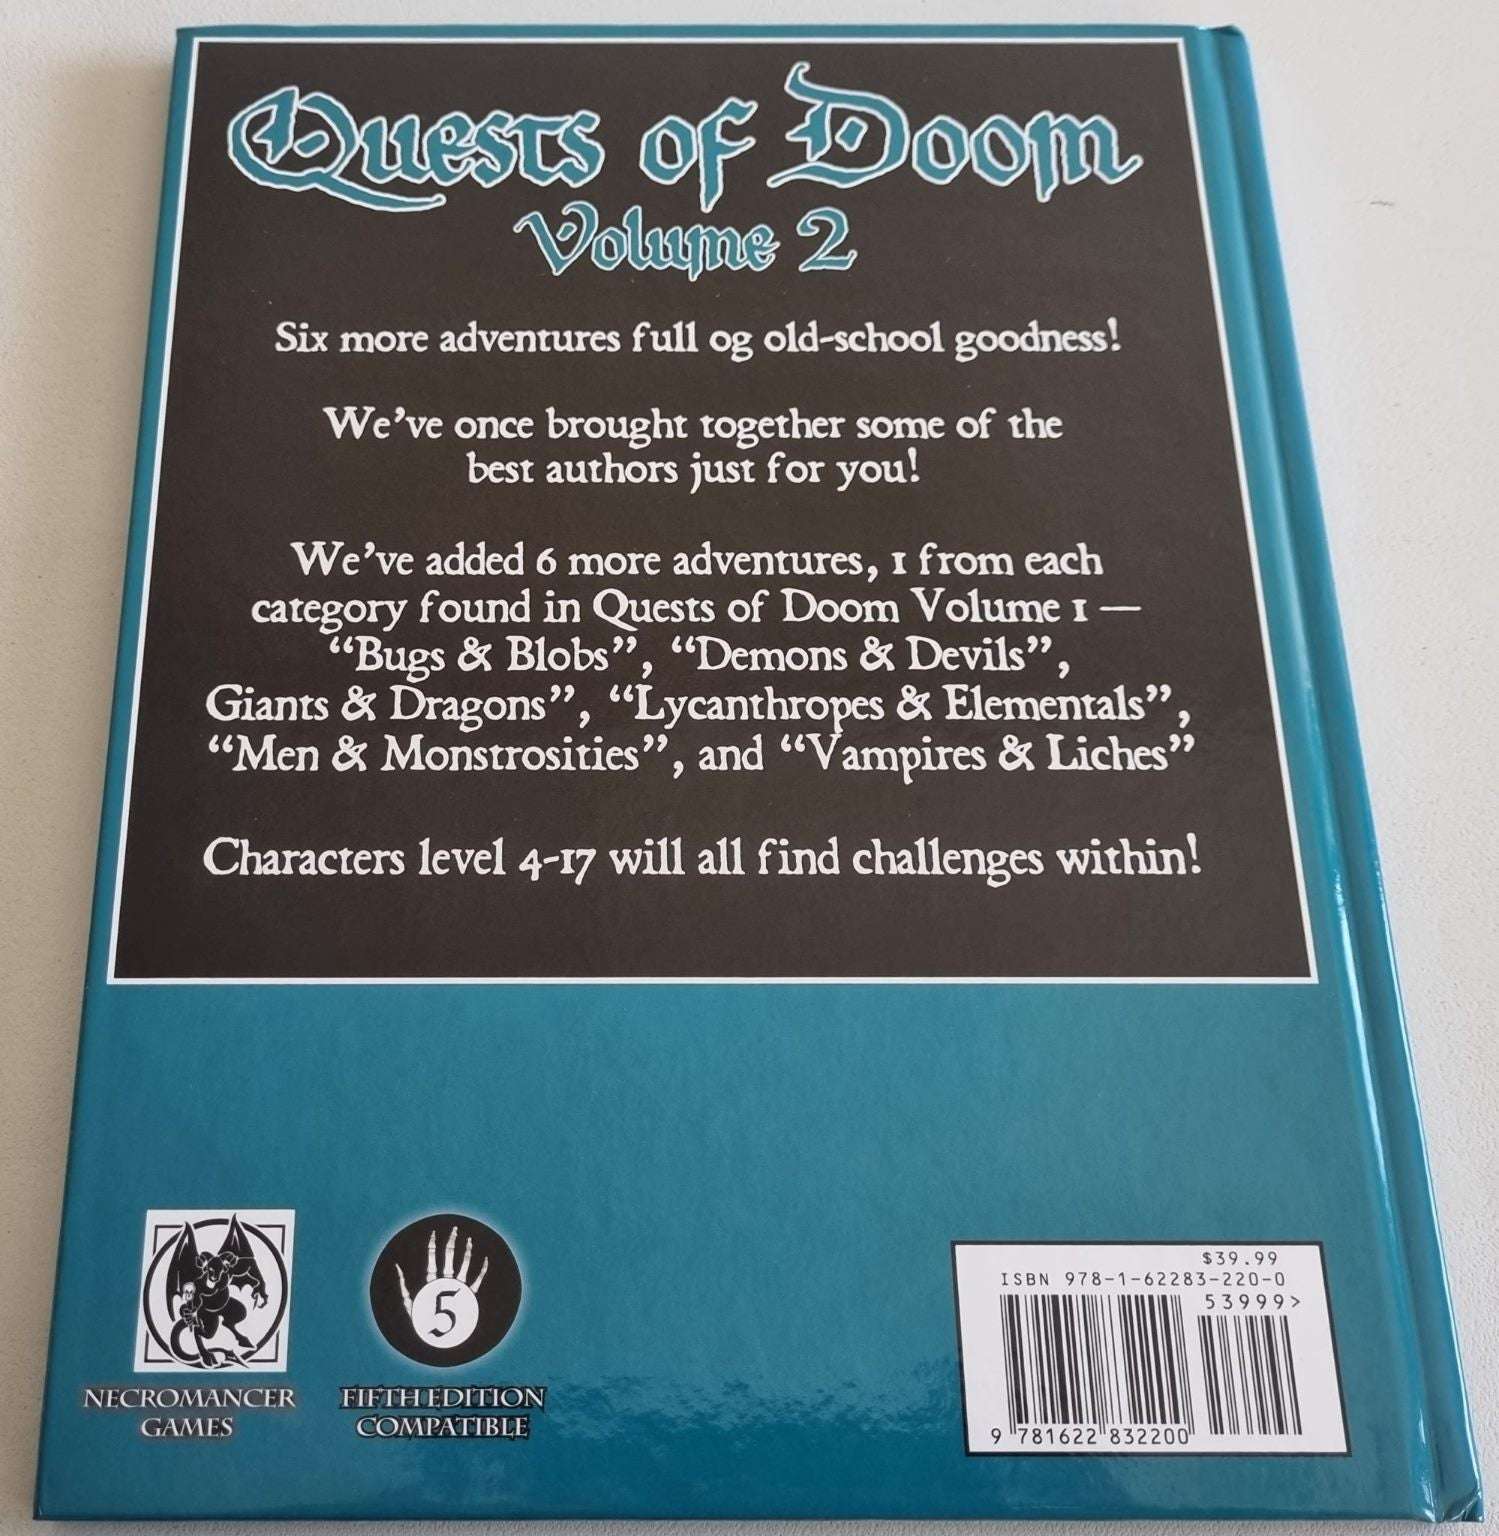 Quests of Doom
Volume 2
Six more adventures full og old-school goodness!
We've once brought together some of the
best authors just for you!
We've added 6 more adventures, 1 from each
category found in Quests of Doom Volume 1 —
“Bugs & Blobs”, “Demons & Devils”,
Giants & Dragons”, “Lycanthropes & Elementals”,
“Men & Monstrosities”, and “Vampires & Liches”
Characters level 4-17 will all find challenges within!
5
NECROMANCER
GAMES
FIFTH EDITION
COMPATIBLE
$39.99
ISBN 978-1-62283-220-0
53999>
9 781622 832200